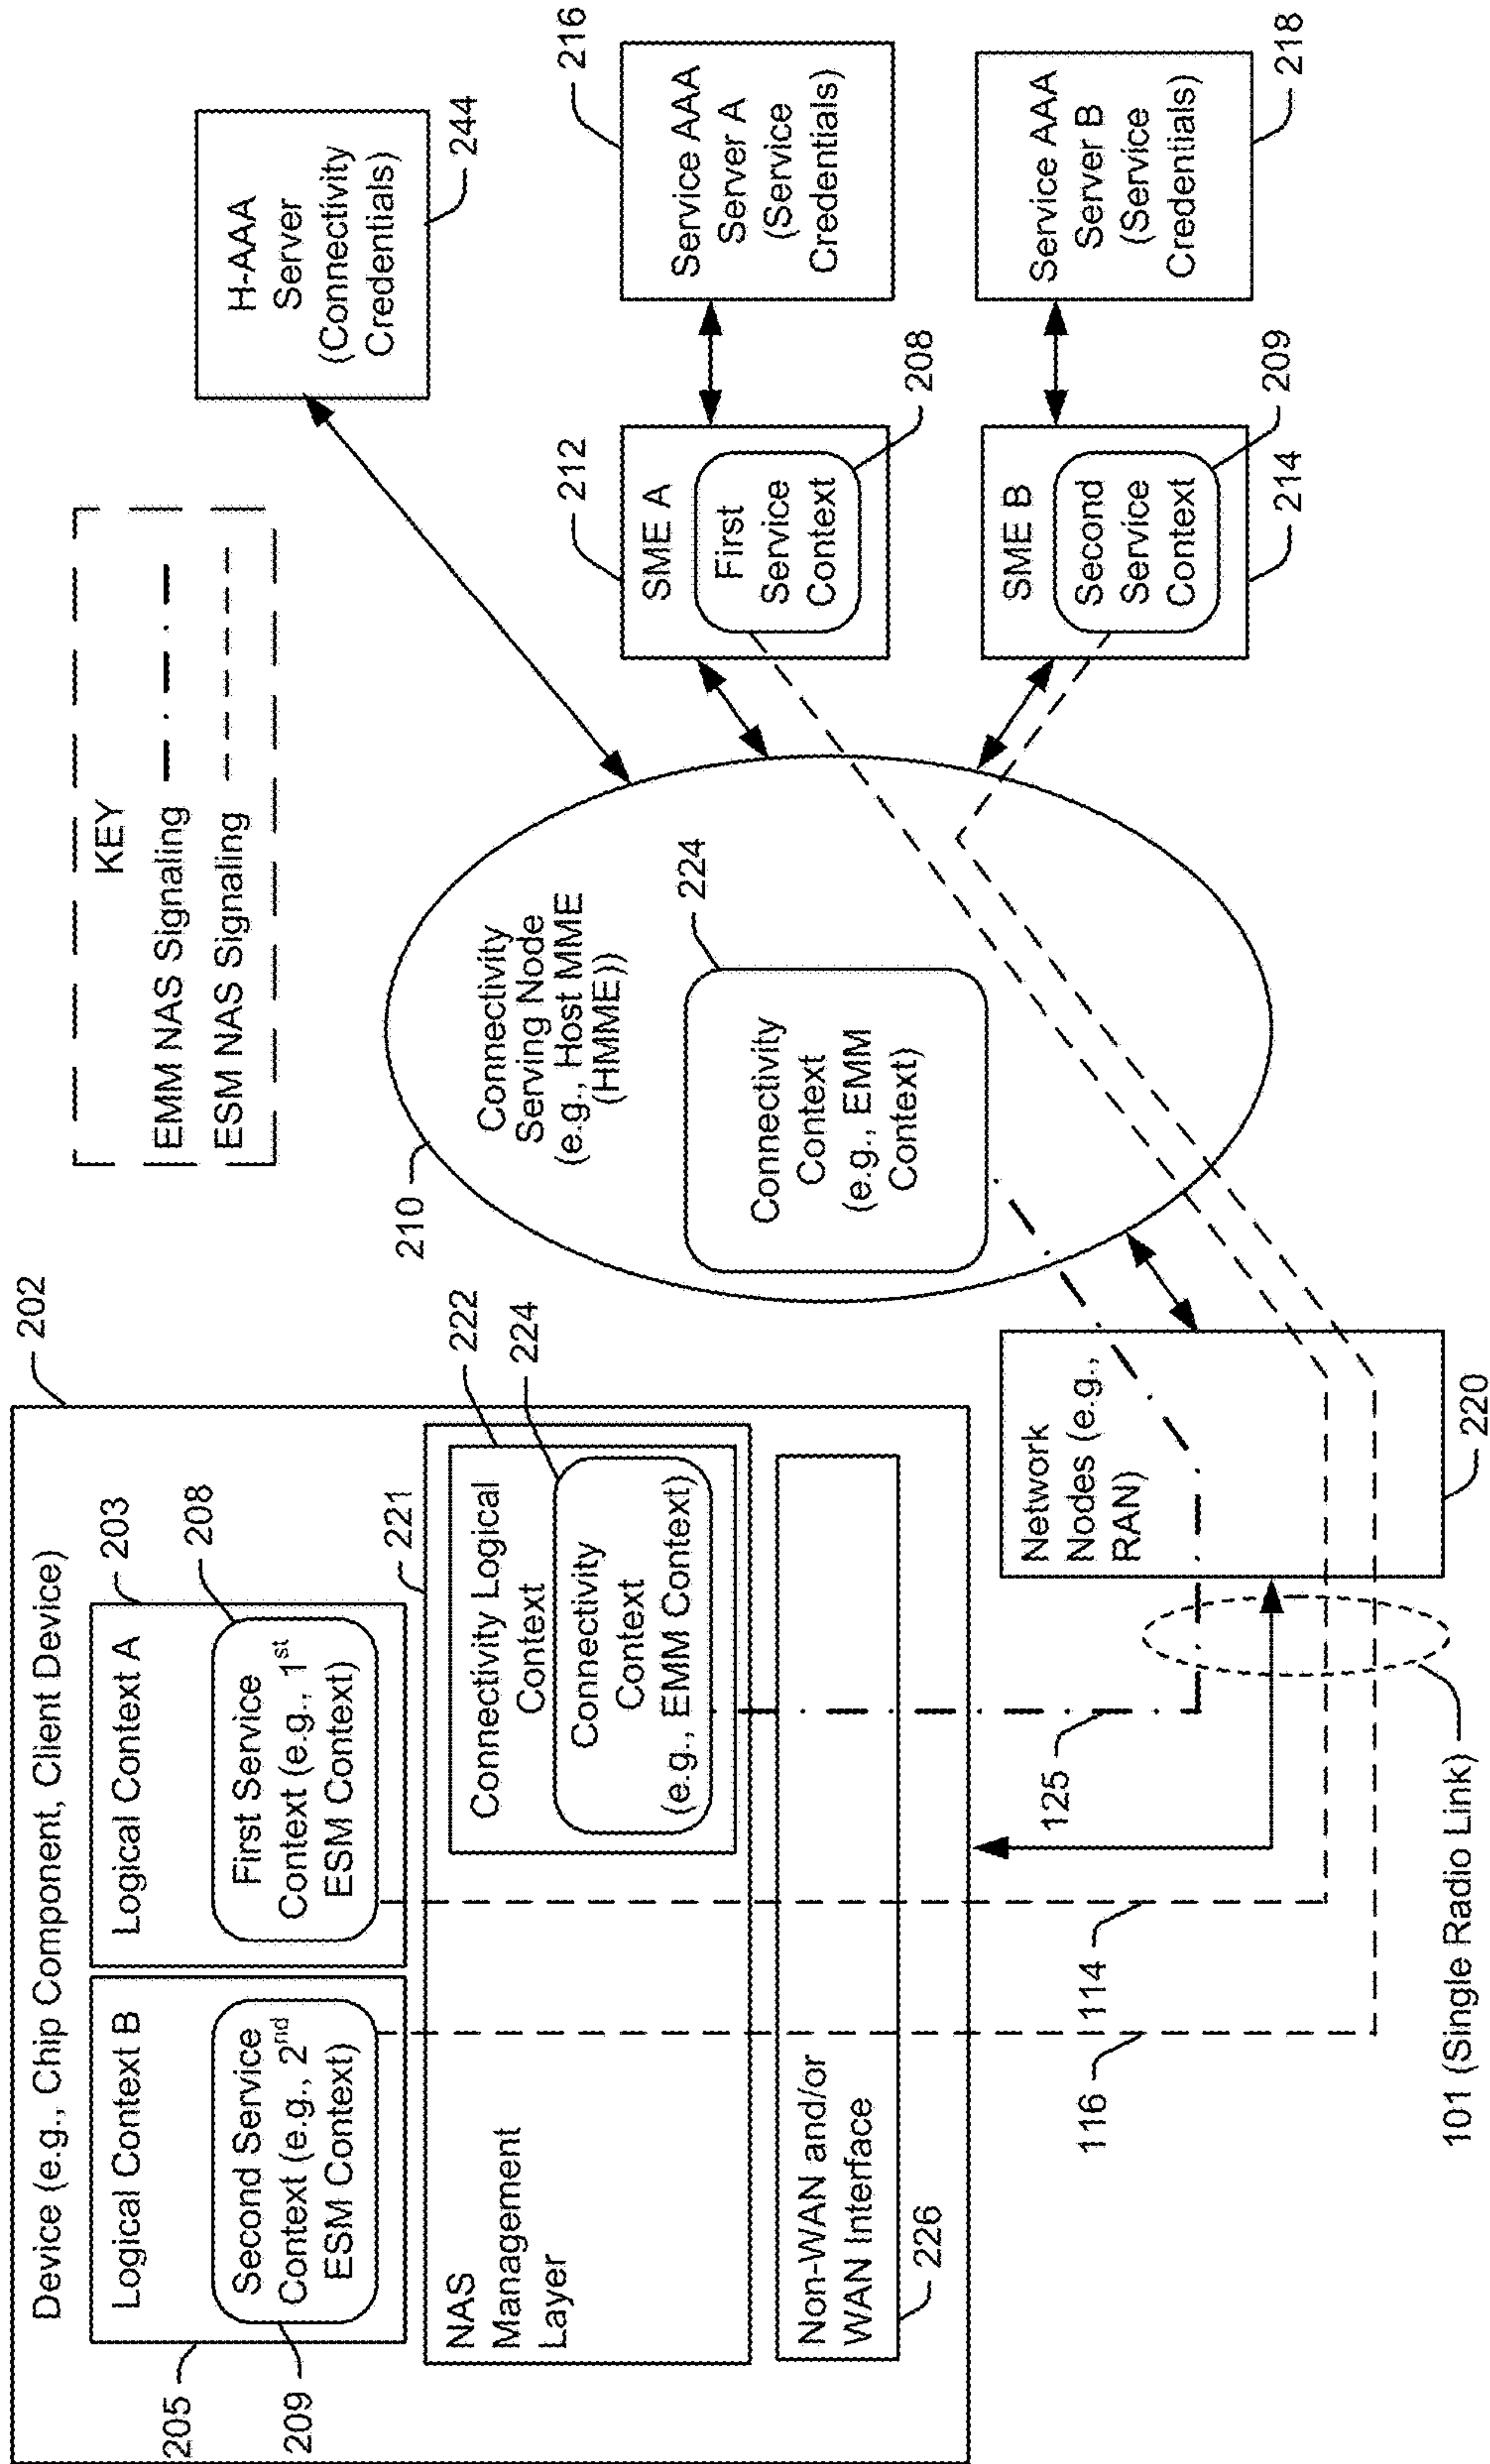 Device (e.g., Chip Component, Client Device)
202
Logical Context B
Second Service
Context (e.g., 2nd
ESM Context)
205
209
Logical Context A
First Service
Context (e.g., 1st
ESM Context)
203
208
221
NAS
Management
Layer
Connectivity Logical
Context
Connectivity
Context
(e.g., EMM Context)
222
224
Non-WAN and/or
WAN Interface
226
116
114
125
101 (Single Radio Link)
Network
Nodes (e.g.,
RAN)
220
KEY
EMM NAS Signaling
ESM NAS Signaling
210
Connectivity
Serving Node
(e.g., Host MME
(HMME))
Connectivity
Context
(e.g., EMM
Context)
224
H-AAA
Server
(Connectivity
Credentials)
244
SME A
First
Service
Context
212
208
Service AAA
Server A
(Service
Credentials)
216
SME B
Second
Service
Context
209
214
Service AAA
Server B
(Service
Credentials)
218